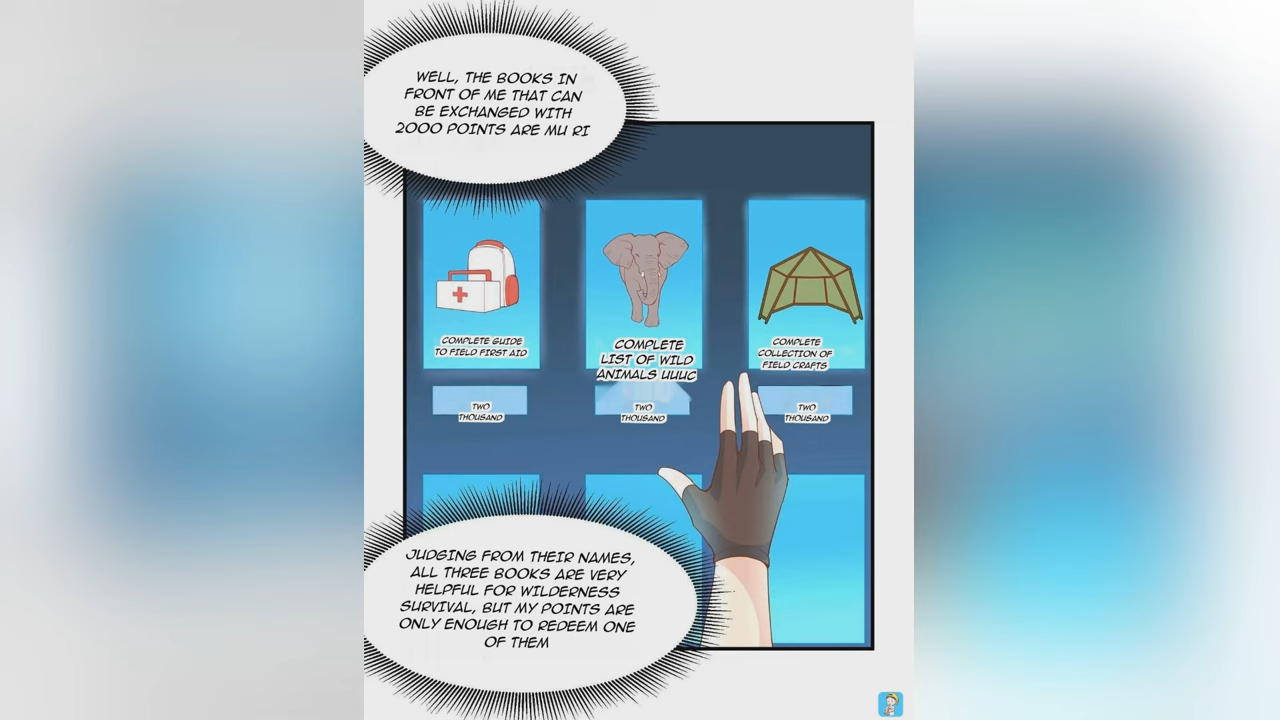 WELL, THE BOOKS IN
FRONT OF ME THAT CAN
BE EXCHANGED WITH
2000 POINTS ARE MU RI
COMPLETE GUIDE
TO FIELD FIRST AID
COMPLETE
LIST OF WILD
ANIMALS UUUC
COMPLETE
COLLECTION OF
FIELD CRAFTS
TWO
THOUSAND
TWO
THOUSAND
TWO
THOUSAND
JUDGING FROM THEIR NAMES,
ALL THREE BOOKS ARE VERY
HELPFUL FOR WILDERNESS
SURVIVAL, BUT MY POINTS ARE
ONLY ENOUGH TO REDEEM ONE
OF THEM